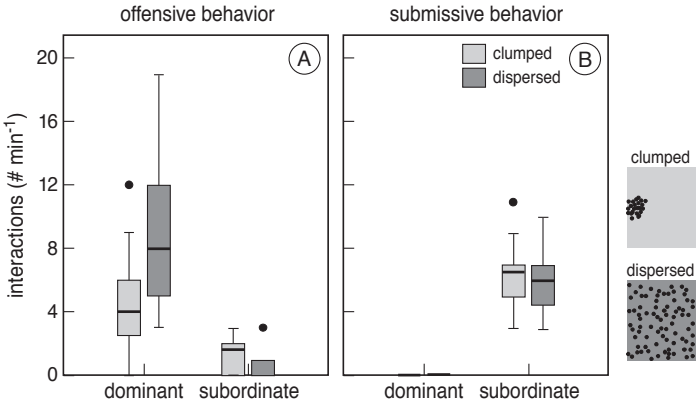 offensive behavior
submissive behavior
interactions (# min-1)
20
16
12
8
4
0
A
B
clumped
dispersed
dominant
subordinate
dominant
subordinate
clumped
dispersed